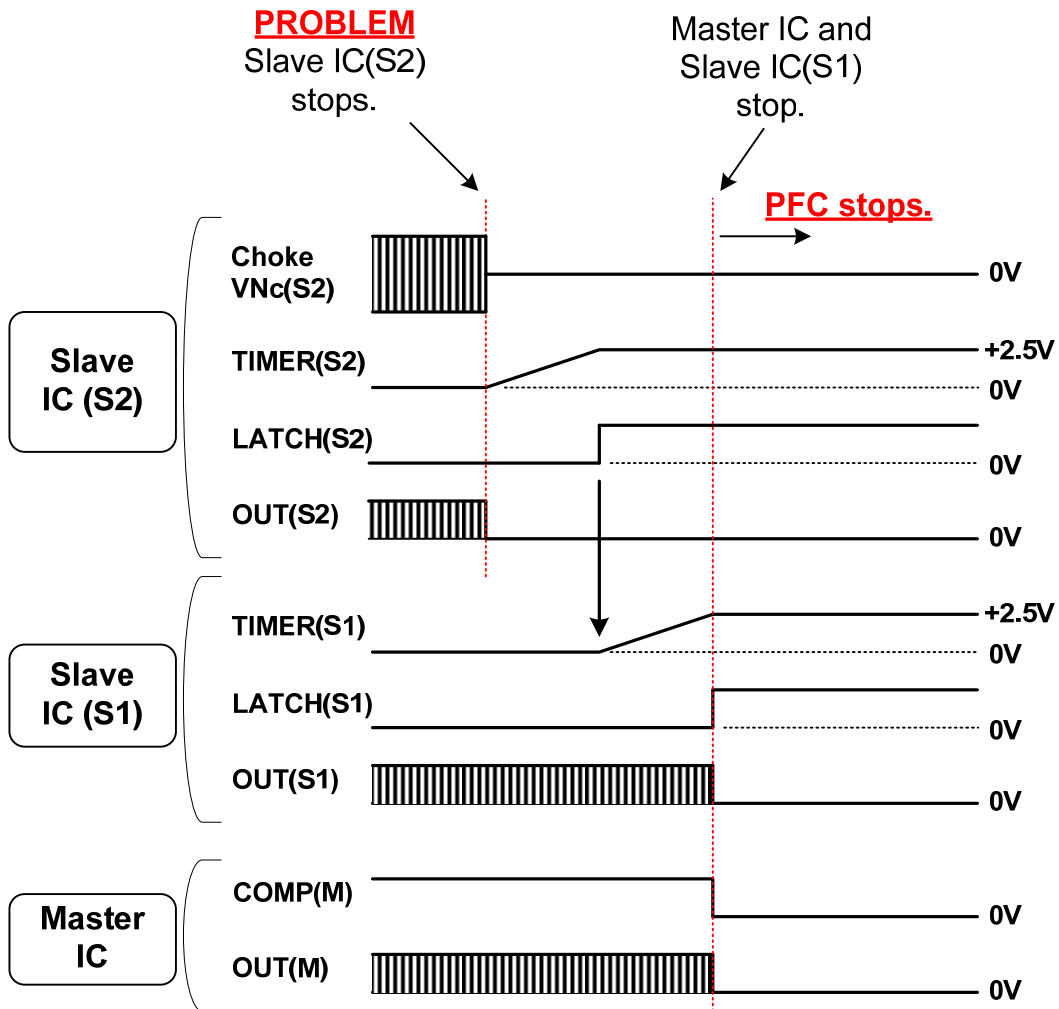 PROBLEM
Slave IC(S2)
stops.
Master IC and
Slave IC(S1)
stop.
PFC stops.
Slave
IC (S2)
Choke
VNc(S2)
0V
TIMER(S2)
+2.5V
0V
LATCH(S2)
0V
OUT(S2)
0V
Slave
IC (S1)
TIMER(S1)
+2.5V
0V
LATCH(S1)
0V
OUT(S1)
0V
Master
IC
COMP(M)
0V
OUT(M)
0V